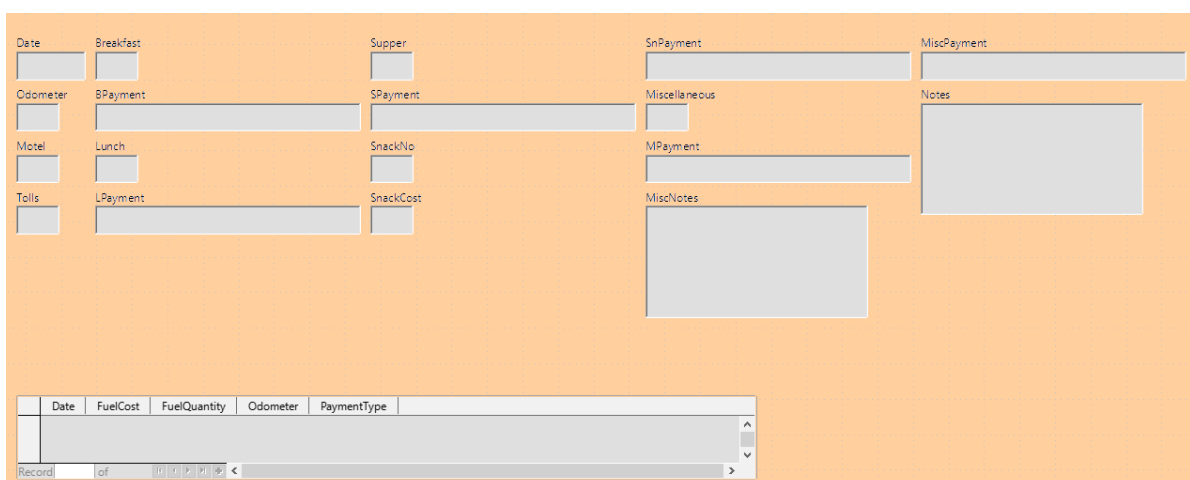 Date Breakfast Supper SnPayment MiscPayment
Odometer BPayment SPayment Miscellaneous Notes
Motel Lunch SnackNo MPayment
Tolls LPayment SnackCost MiscNotes
Date FuelCost FuelQuantity Odometer PaymentType
Record of